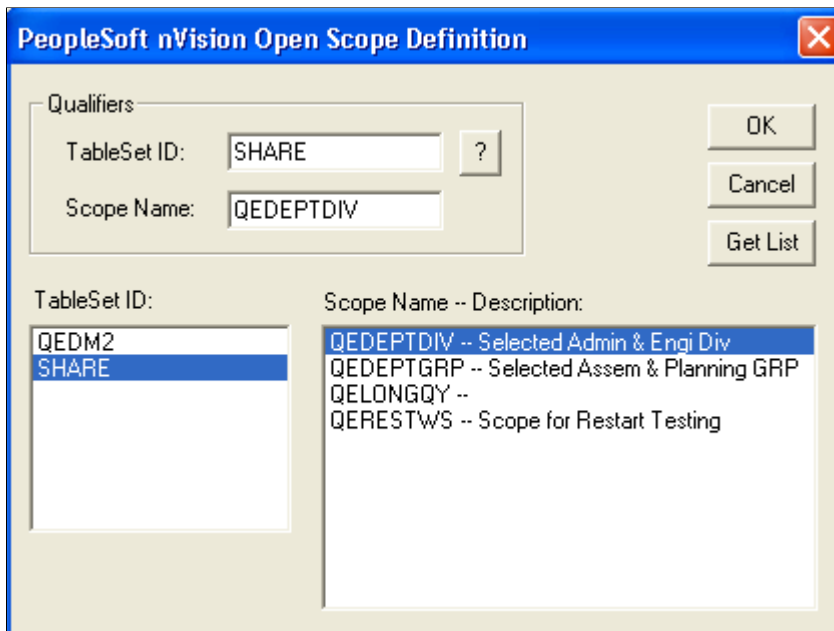 PeopleSoft nVision Open Scope Definition
Qualifiers
TableSet ID: SHARE ?
Scope Name: QEDEPTDIV
OK
Cancel
Get List
TableSet ID:
QEDM2
SHARE
Scope Name -- Description:
QEDEPTDIV -- Selected Admin & Engi Div
QEDEPTGRP -- Selected Assem & Planning GRP
QELONGQY --
QERESTWS -- Scope for Restart Testing